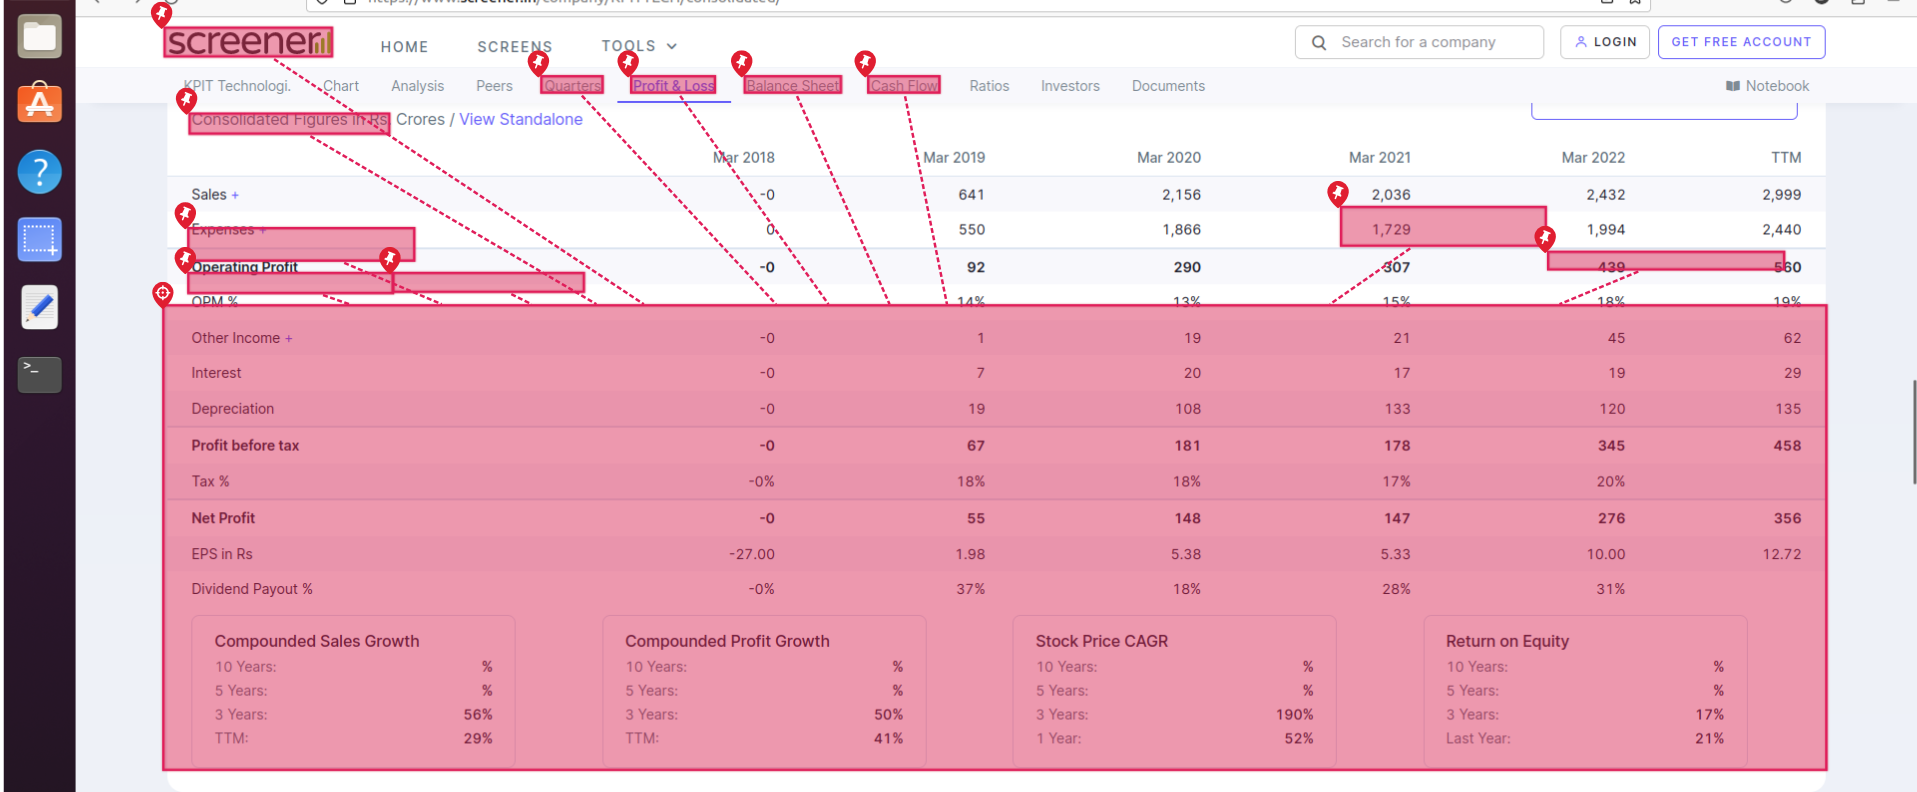 https://www.screener.in/company/KPITTECH/consolidated/
screener
HOME SCREENS TOOLS
Search for a company
LOGIN
GET FREE ACCOUNT
KPIT Technologi. Chart Analysis Peers Quarters Profit & Loss Balance Sheet Cash Flow Ratios Investors Documents Notebook
Consolidated Figures in Rs. Crores / View Standalone
Mar 2018 Mar 2019 Mar 2020 Mar 2021 Mar 2022 TTM
Sales + -0 641 2,156 2,036 2,432 2,999
Expenses + 0 550 1,866 1,729 1,994 2,440
Operating Profit -0 92 290 307 439 560
OPM % 14% 13% 15% 18% 19%
Other Income + -0 1 19 21 45 62
Interest -0 7 20 17 19 29
Depreciation -0 19 108 133 120 135
Profit before tax -0 67 181 178 345 458
Tax % -0% 18% 18% 17% 20%
Net Profit -0 55 148 147 276 356
EPS in Rs -27.00 1.98 5.38 5.33 10.00 12.72
Dividend Payout % -0% 37% 18% 28% 31%
Compounded Sales Growth
10 Years: %
5 Years: %
3 Years: 56%
TTM: 29%
Compounded Profit Growth
10 Years: %
5 Years: %
3 Years: 50%
TTM: 41%
Stock Price CAGR
10 Years: %
5 Years: %
3 Years: 190%
1 Year: 52%
Return on Equity
10 Years: %
5 Years: %
3 Years: 17%
Last Year: 21%